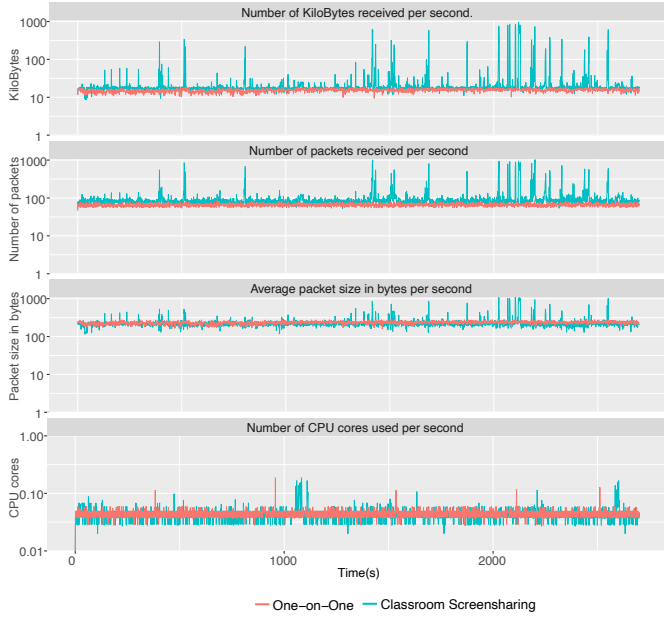 Number of KiloBytes received per second.
KiloBytes
1000
100
10
1
Number of packets received per second
Number of packets
1000
100
10
1
Average packet size in bytes per second
Packet size in bytes
1000
100
10
1
Number of CPU cores used per second
CPU cores
1.00
0.10
0.01
0
1000
2000
Time(s)
One−on−One
Classroom Screensharing